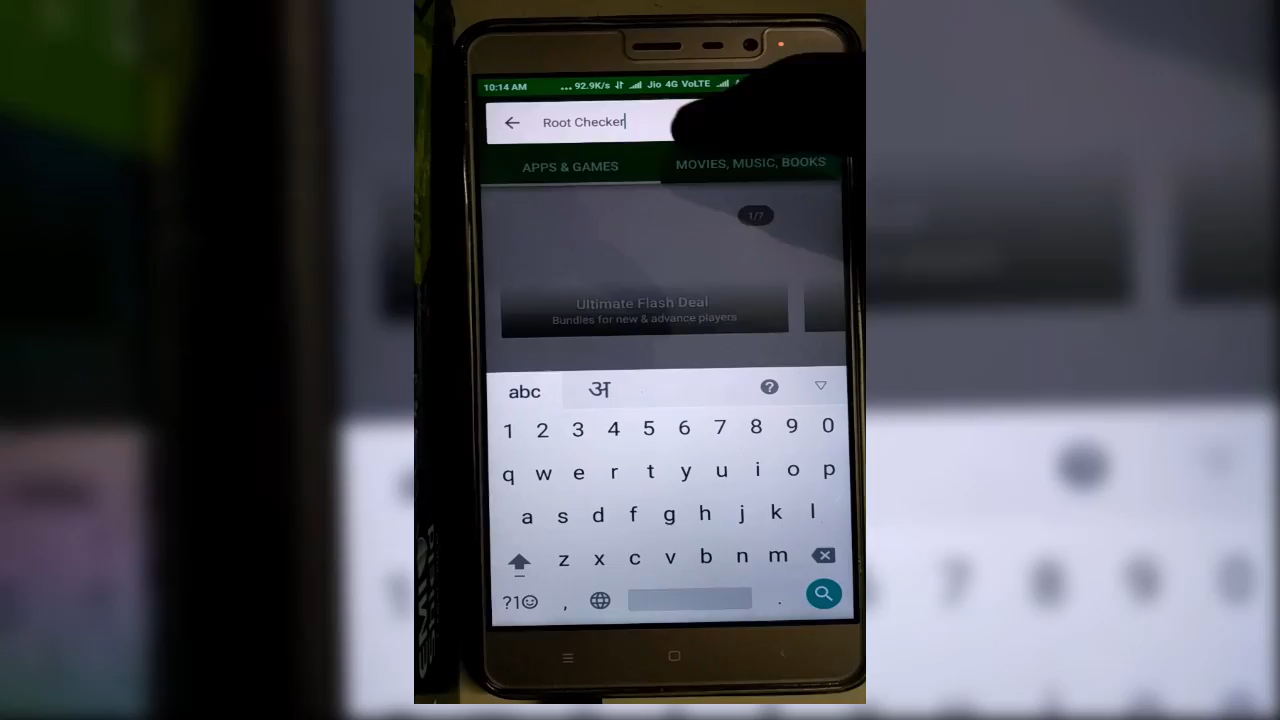 10:14 AM ... 92.9K/s Jio 4G VoLTE
Root Checker
APPS & GAMES MOVIES, MUSIC, BOOKS
1/7
Ultimate Flash Deal
Bundles for new & advance players
abc अ ?
1 2 3 4 5 6 7 8 9 0
q w e r t y u i o p
a s d f g h j k l
z x c v b n m
?1☺ , .